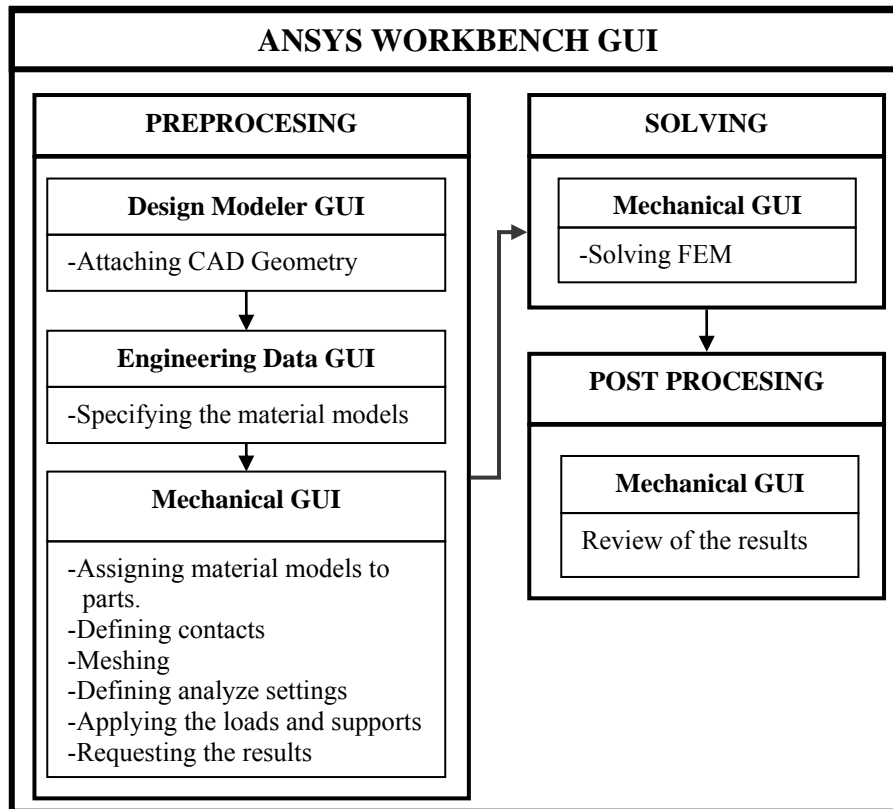 ANSYS WORKBENCH GUI
PREPROCESING
Design Modeler GUI
-Attaching CAD Geometry
Engineering Data GUI
-Specifying the material models
Mechanical GUI
-Assigning material models to
parts.
-Defining contacts
-Meshing
-Defining analyze settings
-Applying the loads and supports
-Requesting the results
SOLVING
Mechanical GUI
-Solving FEM
POST PROCESING
Mechanical GUI
Review of the results